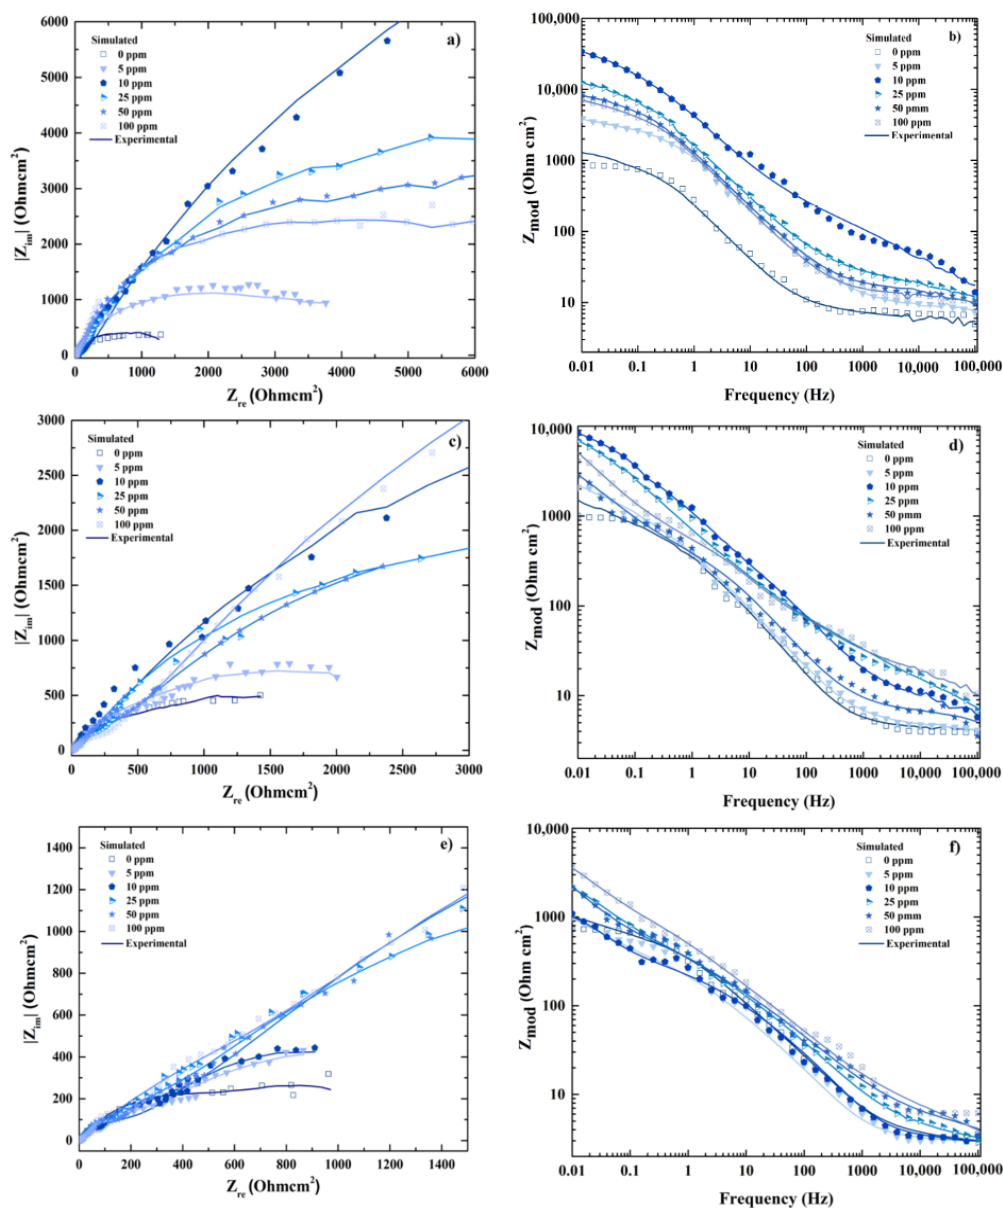 a)
Simulated
0 ppm
5 ppm
10 ppm
25 ppm
50 ppm
100 ppm
Experimental
6000
5000
4000
3000
2000
1000
0
0 1000 2000 3000 4000 5000 6000
|Zim| (Ohmcm2)
Zre (Ohmcm2)
b)
Simulated
0 ppm
5 ppm
10 ppm
25 ppm
50 pmm
100 ppm
Experimental
100,000
10,000
1000
100
10
0.01 0.1 1 10 100 1000 10,000 100,000
Zmod (Ohm cm2)
Frequency (Hz)
c)
Simulated
0 ppm
5 ppm
10 ppm
25 ppm
50 ppm
100 ppm
Experimental
3000
2500
2000
1500
1000
500
0
0 500 1000 1500 2000 2500 3000
|Zim| (Ohmcm2)
Zre (Ohmcm2)
d)
Simulated
0 ppm
5 ppm
10 ppm
25 ppm
50 pmm
100 ppm
Experimental
10,000
1000
100
10
0.01 0.1 1 10 100 1000 10,000 100,000
Zmod (Ohm cm2)
Frequency (Hz)
e)
Simulated
0 ppm
5 ppm
10 ppm
25 ppm
50 ppm
100 ppm
Experimental
1400
1200
1000
800
600
400
200
0
0 200 400 600 800 1000 1200 1400
|Zim| (Ohmcm2)
Zre (Ohmcm2)
f)
Simulated
0 ppm
5 ppm
10 ppm
25 ppm
50 pmm
100 ppm
Experimental
10,000
1000
100
10
0.01 0.1 1 10 100 1000 10,000 100,000
Zmod (Ohm cm2)
Frequency (Hz)